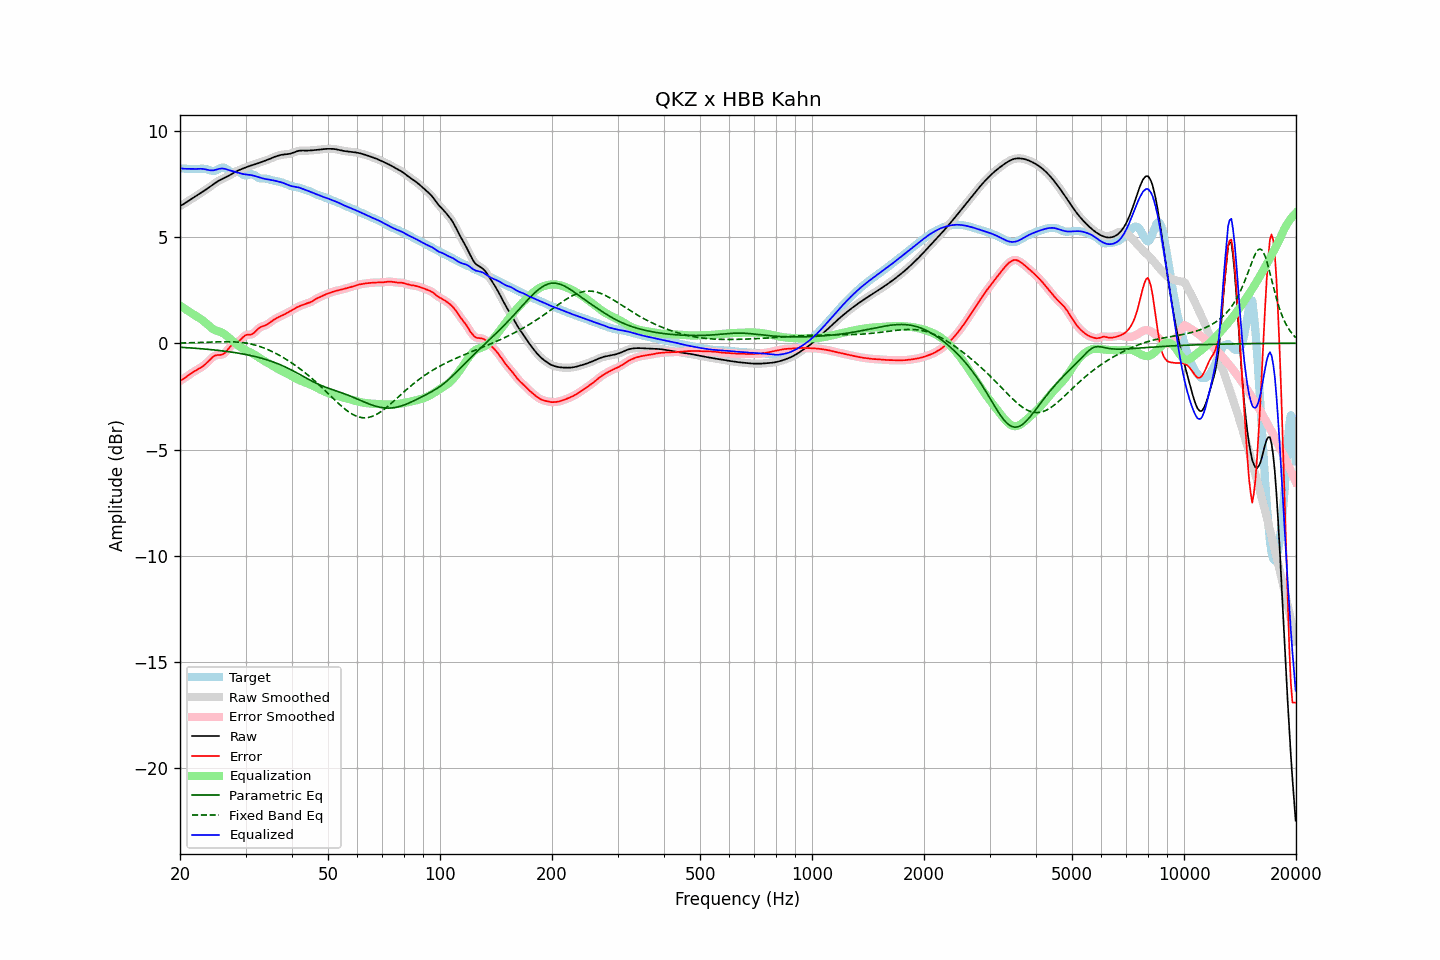 QKZ x HBB Kahn
10
5
0
−5
−10
−15
−20
Amplitude (dBr)
Target
Raw Smoothed
Error Smoothed
Raw
Error
Equalization
Parametric Eq
Fixed Band Eq
Equalized
20 50 100 200 500 1000 2000 5000 10000 20000
Frequency (Hz)